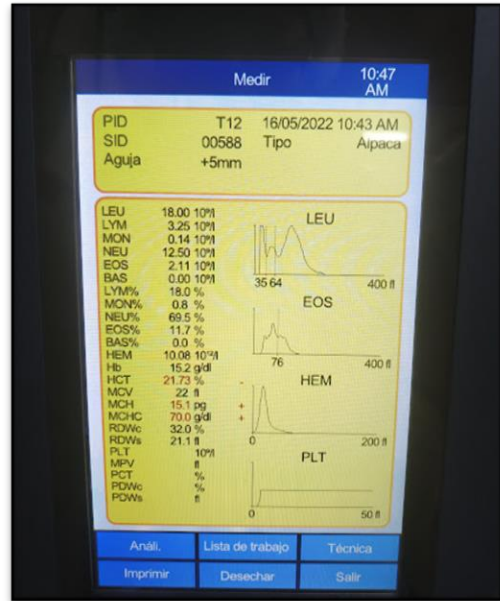 Medir 10:47 AM
PID T12 16/05/2022 10:43 AM
SID 00588 Tipo Alpaca
Aguja +5mm
LEU 18.00 10⁹/l
LYM 3.25 10⁹/l
MON 0.14 10⁹/l
NEU 12.50 10⁹/l
EOS 2.11 10⁹/l
BAS 0.00 10⁹/l
LYM% 18.0 %
MON% 0.8 %
NEU% 69.5 %
EOS% 11.7 %
BAS% 0.0 %
HEM 10.08 10¹²/l
Hb 15.2 g/dl
HCT 21.73 % -
MCV 22 fl
MCH 15.1 pg +
MCHC 70.0 g/dl +
RDWc 32.0 %
RDWs 21.1 fl
PLT 10⁹/l
MPV fl
PCT %
PDWc %
PDWs fl
LEU
35 64 400 fl
EOS
76 400 fl
HEM
0 200 fl
PLT
0 50 fl
Análi. Lista de trabajo Técnica
Imprimir Desechar Salir